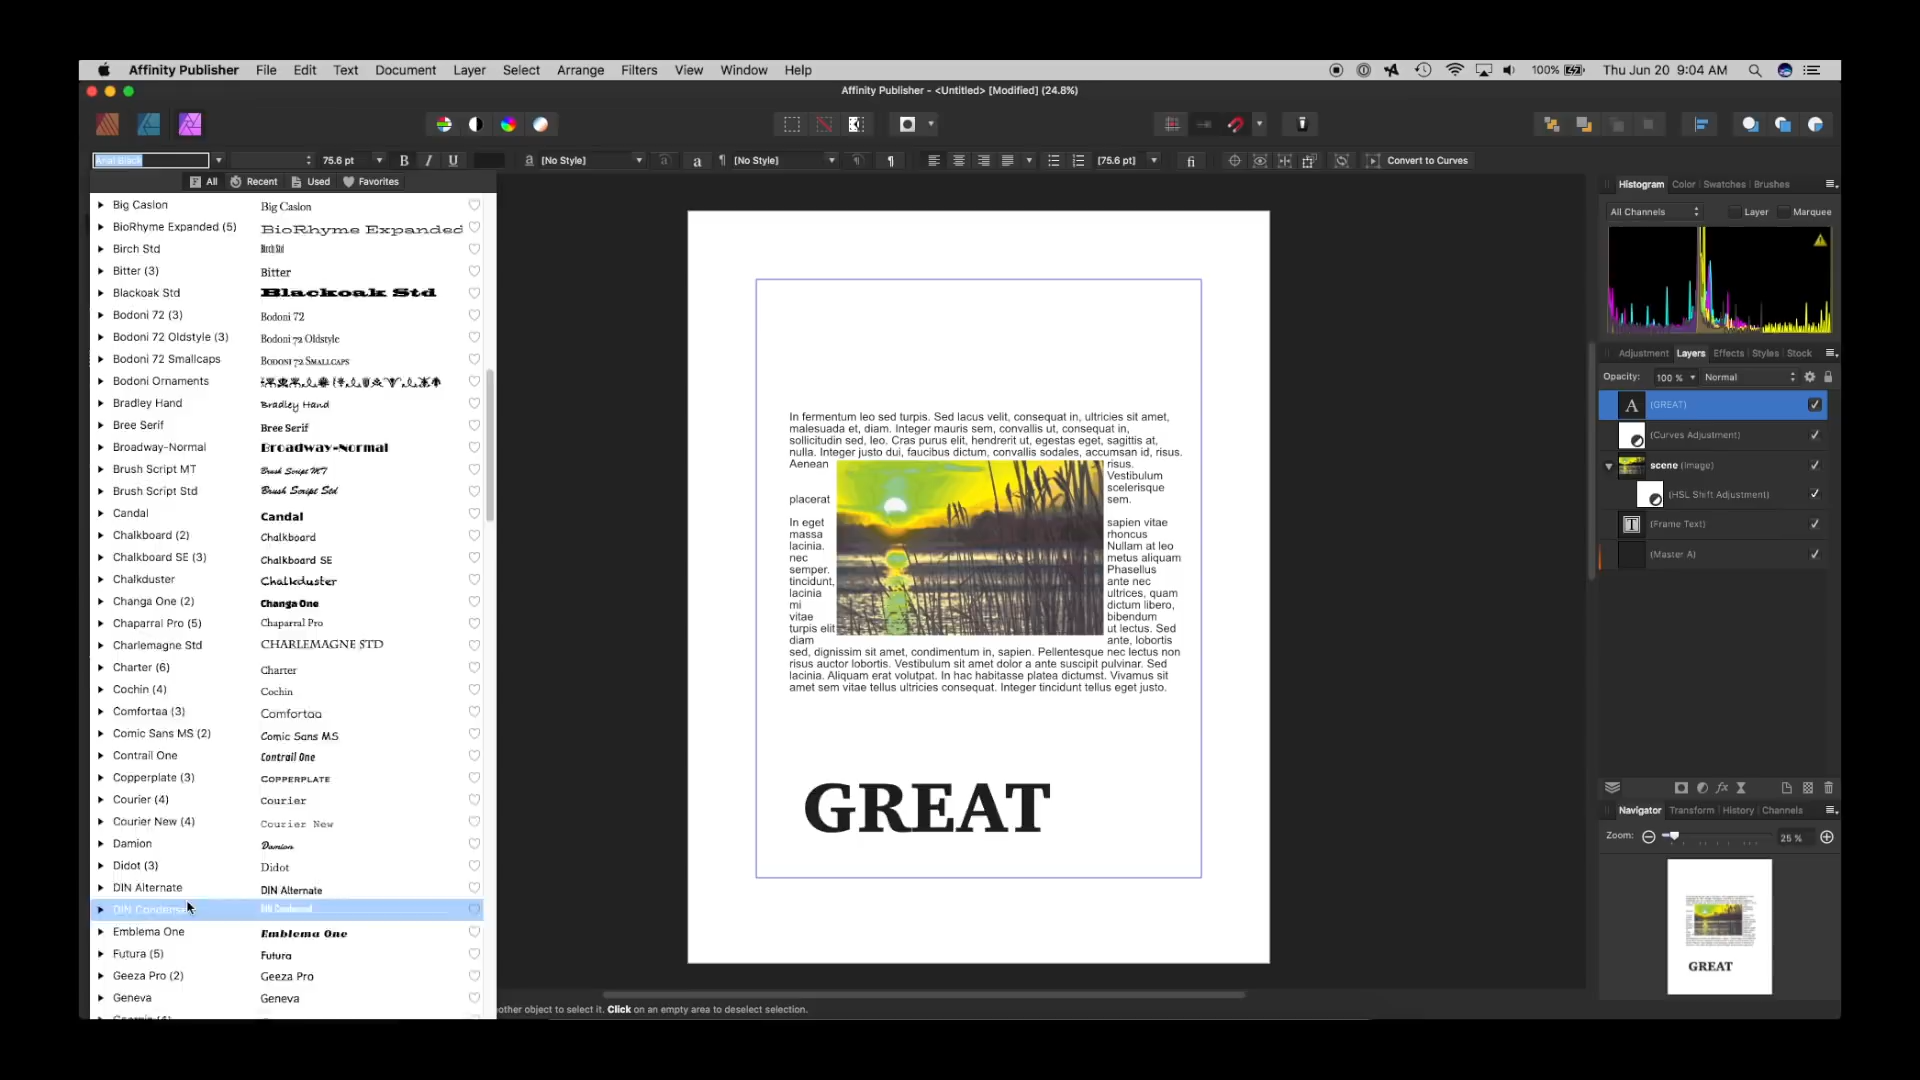 Affinity Publisher File Edit Text Document Layer Select Arrange Filters View Window Help
100% Thu Jun 20 9:04 AM
Affinity Publisher - <Untitled> [Modified] (24.8%)
Arial Black 75.6 pt B I U a [No Style] a a ¶ [No Style] ¶ ¶ [75.6 pt] fi Convert to Curves
All Recent Used Favorites
Big Caslon Big Caslon
BioRhyme Expanded (5) BioRhyme Expanded
Birch Std Birch Std
Bitter (3) Bitter
Blackoak Std Blackoak Std
Bodoni 72 (3) Bodoni 72
Bodoni 72 Oldstyle (3) Bodoni 72 Oldstyle
Bodoni 72 Smallcaps Bodoni 72 Smallcaps
Bodoni Ornaments
Bradley Hand Bradley Hand
Bree Serif Bree Serif
Broadway-Normal Broadway-Normal
Brush Script MT Brush Script MT
Brush Script Std Brush Script Std
Candal Candal
Chalkboard (2) Chalkboard
Chalkboard SE (3) Chalkboard SE
Chalkduster Chalkduster
Changa One (2) Changa One
Chaparral Pro (5) Chaparral Pro
Charlemagne Std CHARLEMAGNE STD
Charter (6) Charter
Cochin (4) Cochin
Comfortaa (3) Comfortaa
Comic Sans MS (2) Comic Sans MS
Contrail One Contrail One
Copperplate (3) Copperplate
Courier (4) Courier
Courier New (4) Courier New
Damion Damion
Didot (3) Didot
DIN Alternate DIN Alternate
DIN Condensed DIN Condensed
Emblema One Emblema One
Futura (5) Futura
Geeza Pro (2) Geeza Pro
Geneva Geneva
In fermentum leo sed turpis. Sed lacus velit, consequat in, ultricies sit amet,
malesuada et, diam. Integer mauris sem, convallis ut, consequat in,
sollicitudin sed, leo. Cras purus elit, hendrerit ut, egestas eget, sagittis at,
nulla. Integer justo dui, faucibus dictum, convallis sodales, accumsan id, risus.
Aenean risus.
Vestibulum
scelerisque
placerat sem.
In eget sapien vitae
massa rhoncus
lacinia. Nullam at leo
nec metus aliquam
semper. Phasellus
tincidunt, ante nec
lacinia ultrices, quam
mi dictum libero,
vitae bibendum
turpis elit ut lectus. Sed
diam ante, lobortis
sed, dignissim sit amet, condimentum in, sapien. Pellentesque nec lectus non
risus auctor lobortis. Vestibulum sit amet dolor a ante suscipit pulvinar. Sed
lacinia. Aliquam erat volutpat. In hac habitasse platea dictumst. Vivamus sit
amet sem vitae tellus ultricies consequat. Integer tincidunt tellus eget justo.
GREAT
other object to select it. Click on an empty area to deselect selection.
Histogram Color Swatches Brushes
All Channels Layer Marquee
Adjustment Layers Effects Styles Stock
Opacity: 100 % Normal
A (GREAT)
(Curves Adjustment)
scene (Image)
(HSL Shift Adjustment)
T (Frame Text)
(Master A)
fx
Navigator Transform History Channels
Zoom: 25 %
GREAT